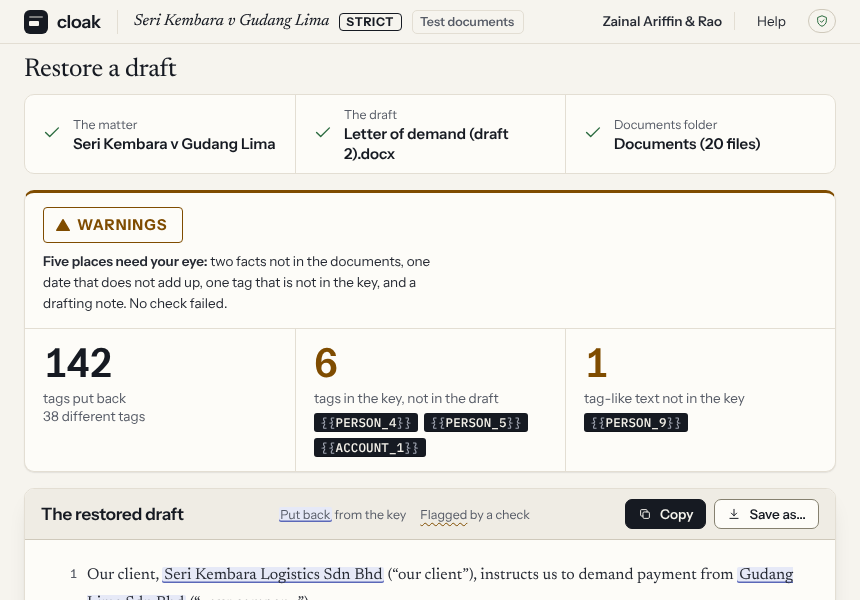 cloak
Seri Kembara v Gudang Lima
STRICT
Test documents
Zainal Ariffin & Rao
Help
Restore a draft
The matter
Seri Kembara v Gudang Lima
The draft
Letter of demand (draft
2).docx
Documents folder
Documents (20 files)
WARNINGS
Five places need your eye: two facts not in the documents, one
date that does not add up, one tag that is not in the key, and a
drafting note. No check failed.
142
tags put back
38 different tags
6
tags in the key, not in the draft
{{PERSON_4}} {{PERSON_5}}
{{ACCOUNT_1}}
1
tag-like text not in the key
{{PERSON_9}}
The restored draft
Put back from the key
Flagged by a check
Copy
Save as...
1 Our client, Seri Kembara Logistics Sdn Bhd (“our client”), instructs us to demand payment from Gudang